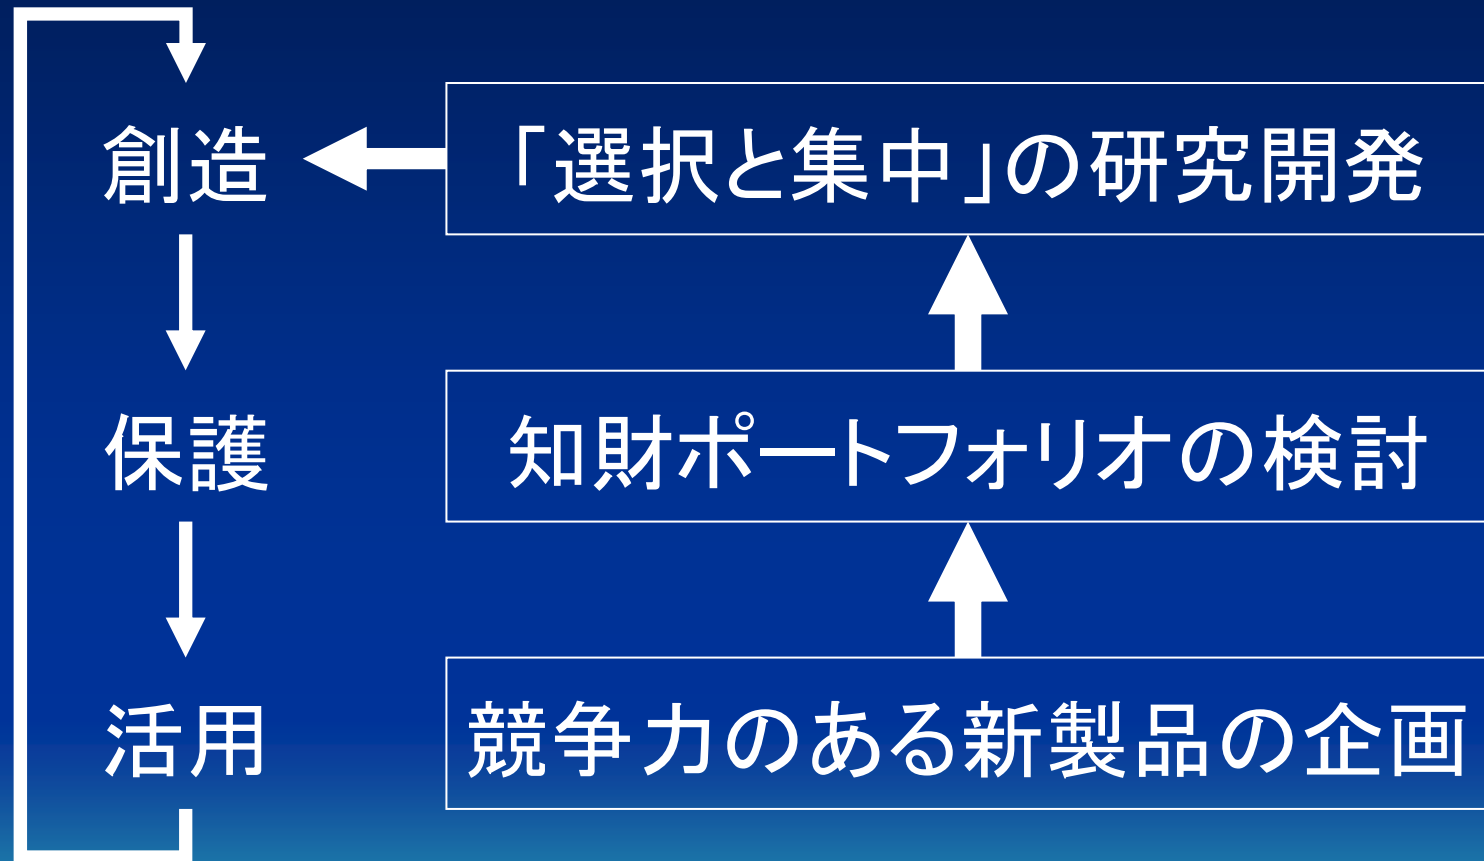 創造
「選択と集中」の研究開発
保護
知財ポートフォリオの検討
活用
競争力のある新製品の企画